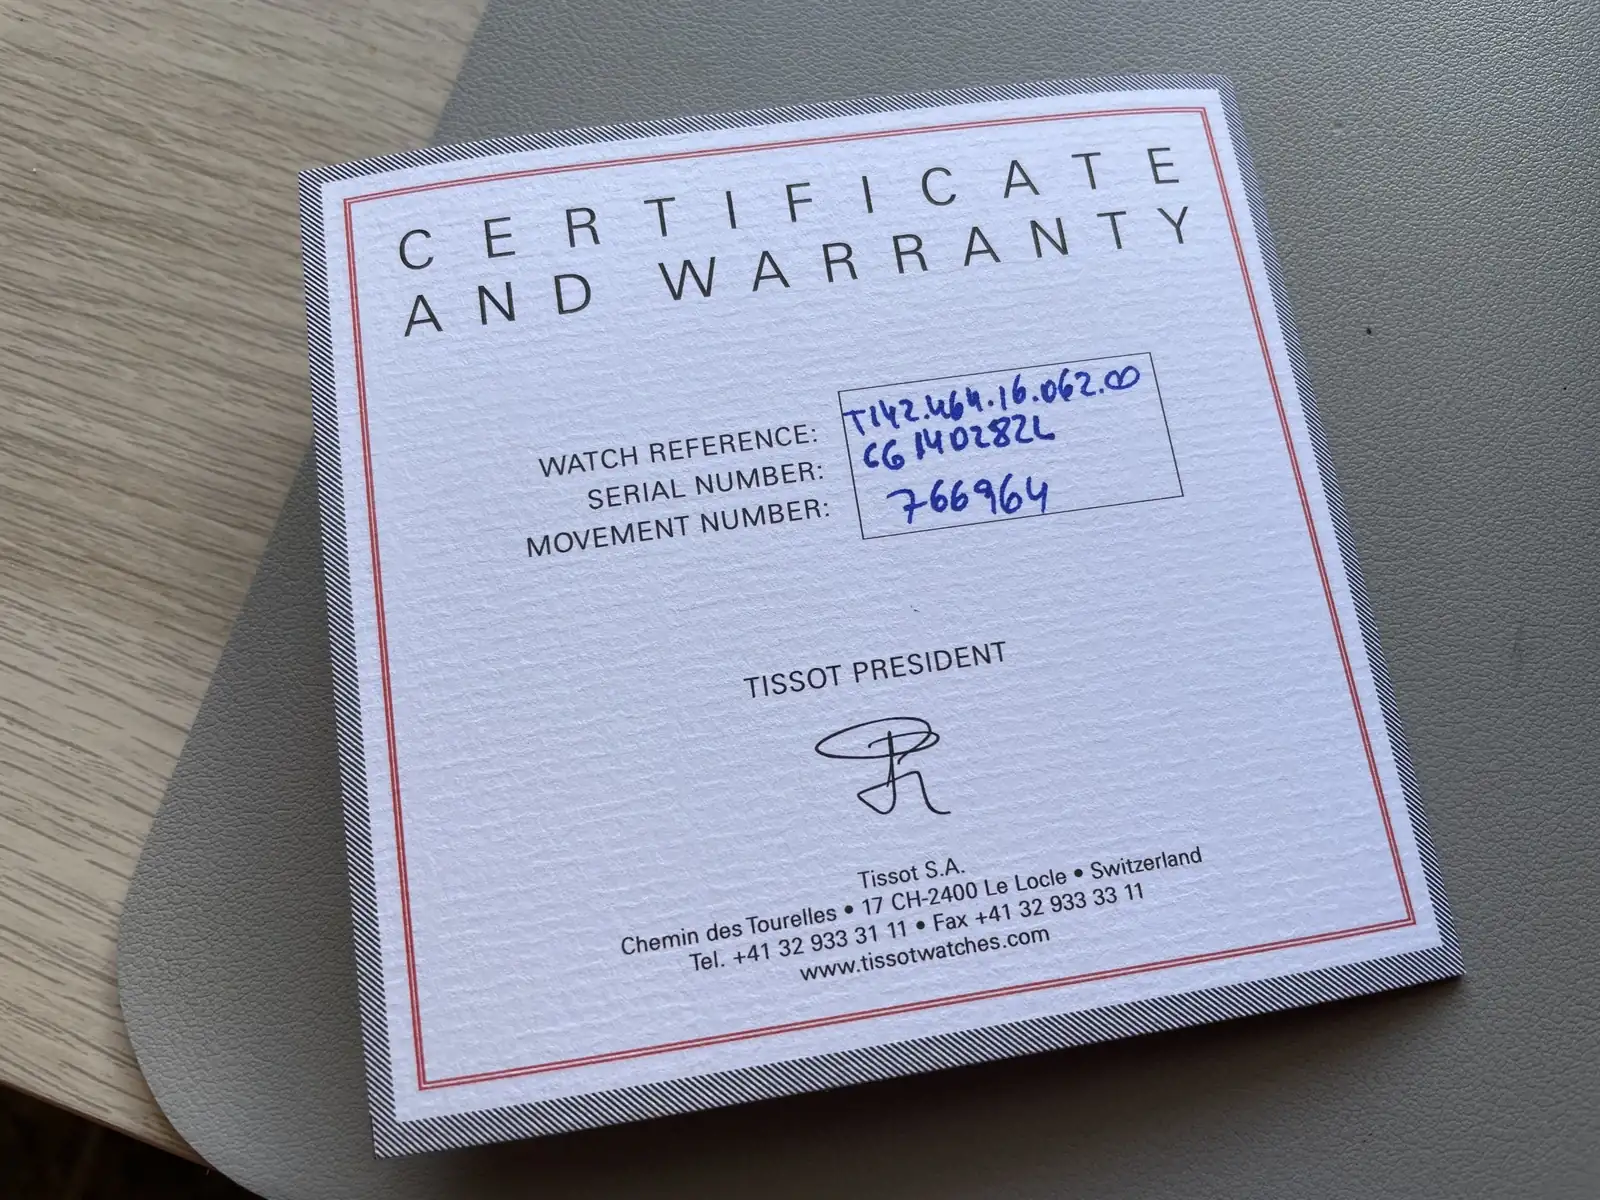 CERTIFICATE
AND WARRANTY
WATCH REFERENCE: T142.464.16.062.00
SERIAL NUMBER: CG140282L
MOVEMENT NUMBER: 766964
TISSOT PRESIDENT
Tissot S.A.
Chemin des Tourelles • 17 CH-2400 Le Locle • Switzerland
Tel. +41 32 933 31 11 • Fax +41 32 933 33 11
www.tissotwatches.com